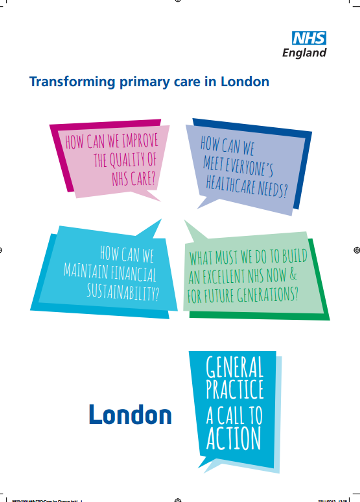 NHS
England
Transforming primary care in London
HOW CAN WE IMPROVE
THE QUALITY OF
NHS CARE?
HOW CAN WE
MEET EVERYONE'S
HEALTHCARE NEEDS?
HOW CAN WE
MAINTAIN FINANCIAL
SUSTAINABILITY?
WHAT MUST WE DO TO BUILD
AN EXCELLENT NHS NOW &
FOR FUTURE GENERATIONS?
London
GENERAL
PRACTICE
A CALL TO
ACTION